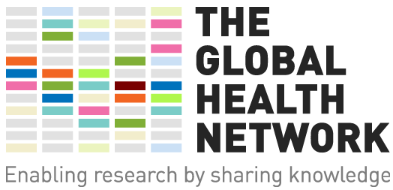 THE
GLOBAL
HEALTH
NETWORK
Enabling research by sharing knowledge